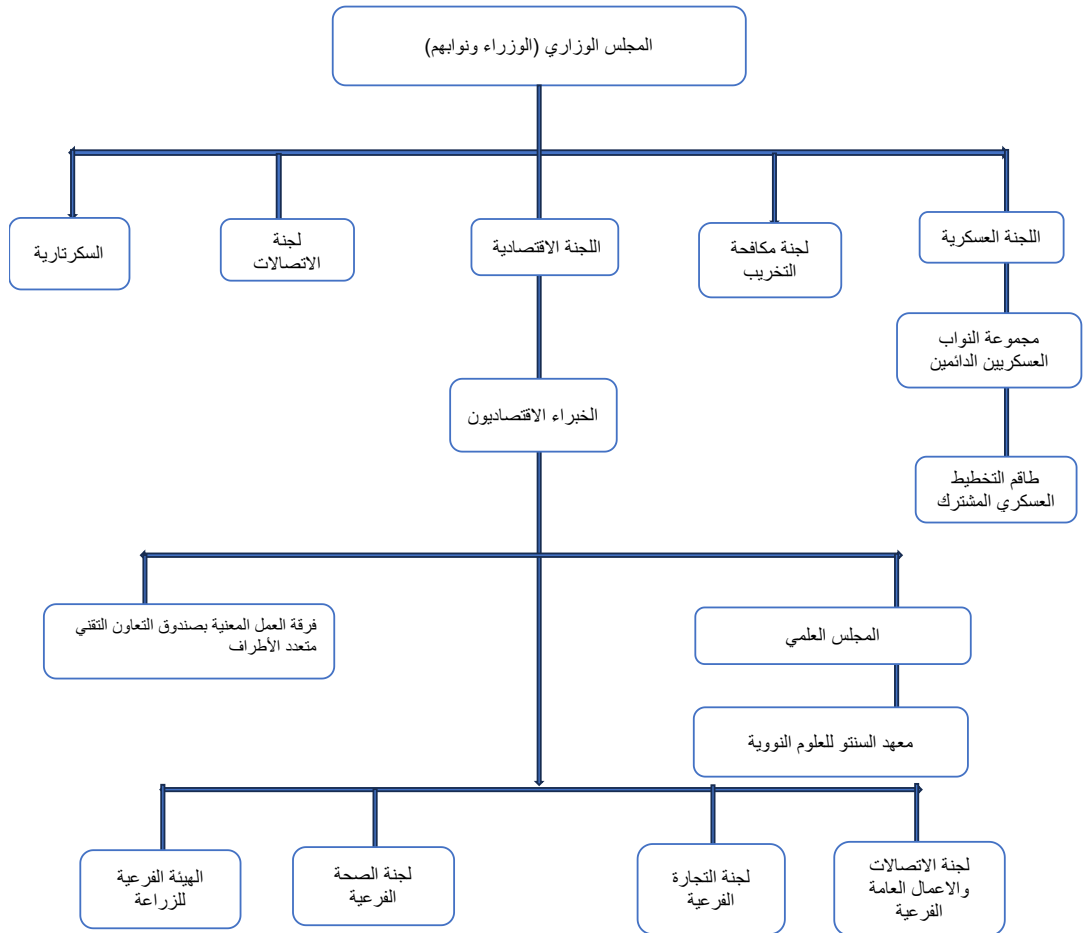 المجلس الوزاري (الوزراء ونوابهم)
اللجنة العسكرية
لجنة مكافحة
التخريب
اللجنة الاقتصادية
لجنة
الاتصالات
السكرتارية
مجموعة النواب
العسكريين الدائمين
الخبراء الاقتصاديون
طاقم التخطيط
العسكري المشترك
المجلس العلمي
فرقة العمل المعنية بصندوق التعاون التقني
متعدد الأطراف
معهد السنتو للعلوم النووية
لجنة الاتصالات
والاعمال العامة
الفرعية
لجنة التجارة
الفرعية
لجنة الصحة
الفرعية
الهيئة الفرعية
للزراعة